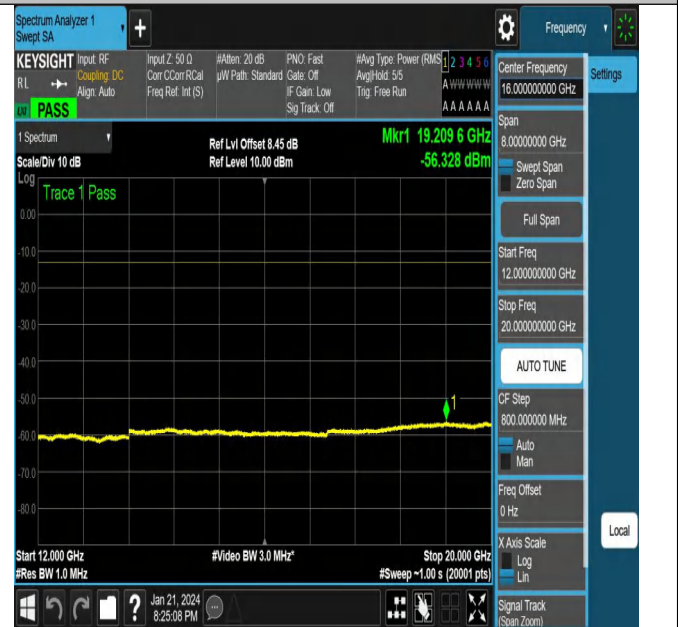 Spectrum Analyzer 1
Swept SA
+
Frequency
KEYSIGHT
RL
LXI
PASS
Input: RF
Coupling: DC
Align: Auto
Input Z: 50 Ω
Corr CCorr RCal
Freq Ref: Int (S)
#Atten: 20 dB
µW Path: Standard
PNO: Fast
Gate: Off
IF Gain: Low
Sig Track: Off
#Avg Type: Power (RMS
Avg|Hold: 5/5
Trig: Free Run
1 2 3 4 5 6
A W W W W W
A A A A A A
1 Spectrum
Scale/Div 10 dB
Ref Lvl Offset 8.45 dB
Ref Level 10.00 dBm
Mkr1 19.209 6 GHz
-56.328 dBm
Log
Trace 1 Pass
0.00
-10.0
-20.0
-30.0
-40.0
-50.0
-60.0
-70.0
-80.0
1
Start 12.000 GHz
#Res BW 1.0 MHz
#Video BW 3.0 MHz*
Stop 20.000 GHz
#Sweep ~1.00 s (20001 pts)
Jan 21, 2024
8:25:08 PM
?
Center Frequency
16.000000000 GHz
Settings
Span
8.00000000 GHz
Swept Span
Zero Span
Full Span
Start Freq
12.000000000 GHz
Stop Freq
20.000000000 GHz
AUTO TUNE
CF Step
800.000000 MHz
Auto
Man
Freq Offset
0 Hz
X Axis Scale
Log
Lin
Local
Signal Track
(Span Zoom)